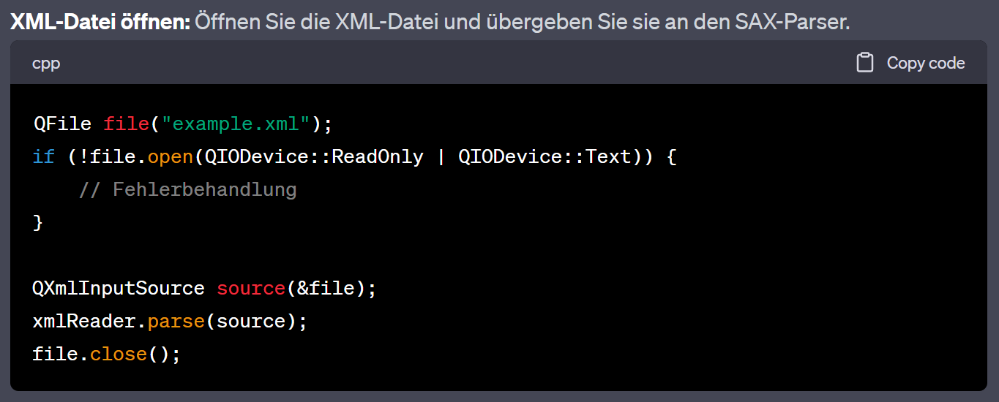 XML-Datei öffnen: Öffnen Sie die XML-Datei und übergeben Sie sie an den SAX-Parser.
cpp Copy code
QFile file("example.xml");
if (!file.open(QIODevice::ReadOnly | QIODevice::Text)) {
    // Fehlerbehandlung
}
QXmlInputSource source(&file);
xmlReader.parse(source);
file.close();